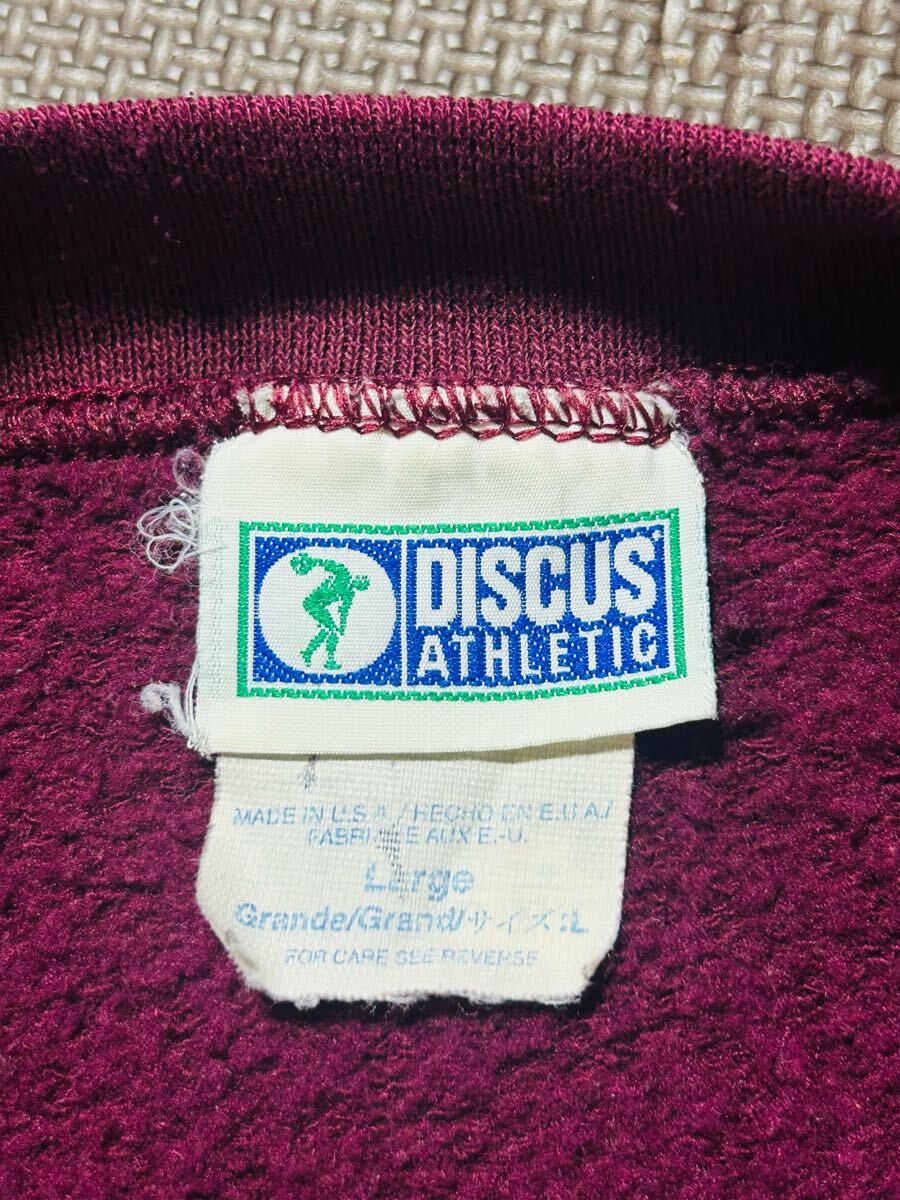 DISCUS
ATHLETIC
MADE IN U.S.A./HECHO EN E.U.A./
FABRIQUE AUX E.-U.
Large
Grande/Grand/サイズ:L
FOR CARE SEE REVERSE